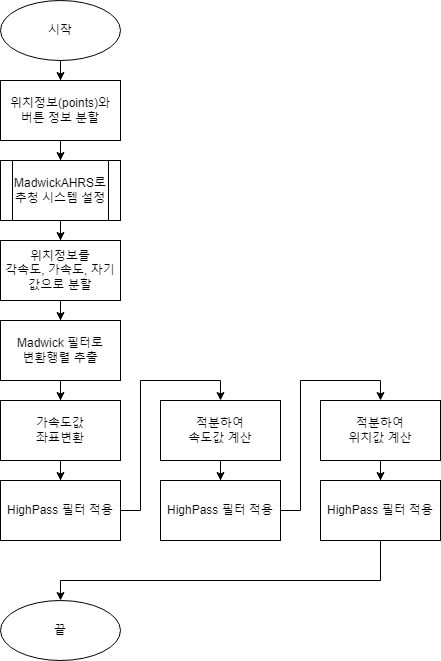 시작
위치정보(points)와
버튼 정보 분할
MadwickAHRS로
추청 시스템 설정
위치정보를
각속도, 가속도, 자기
값으로 분할
Madwick 필터로
변환행렬 추출
가속도값
좌표변환
HighPass 필터 적용
적분하여
속도값 계산
HighPass 필터 적용
적분하여
위치값 계산
HighPass 필터 적용
끝